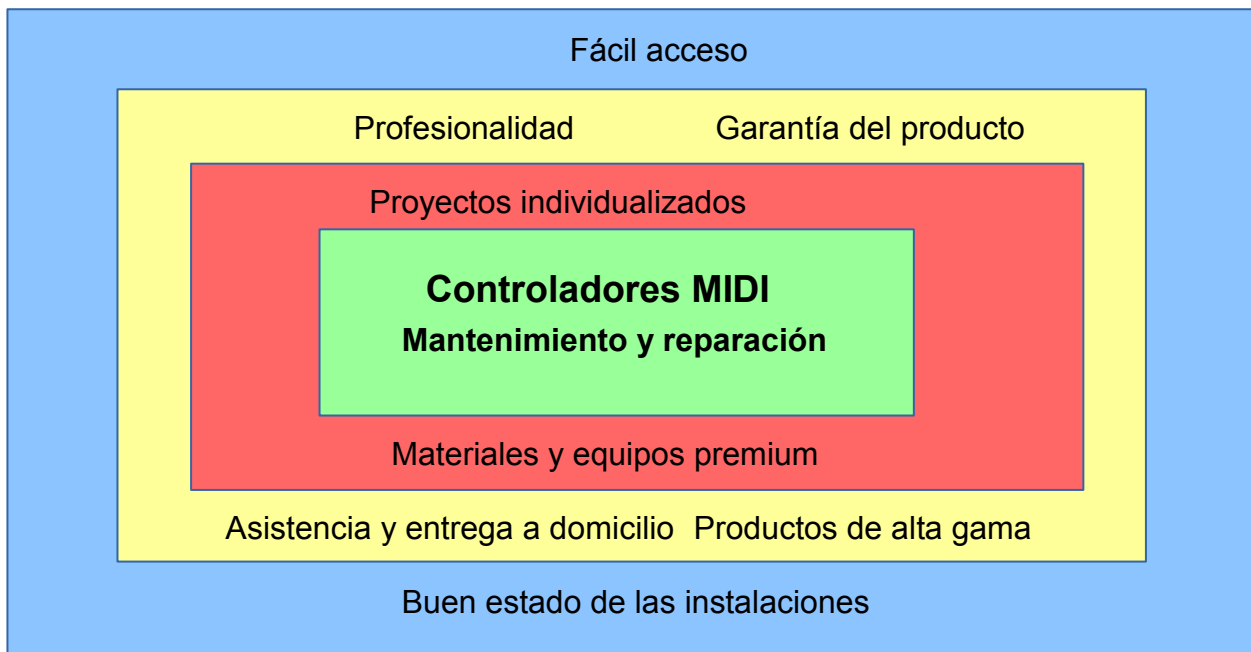 Fácil acceso
Profesionalidad Garantía del producto
Proyectos individualizados
Controladores MIDI
Mantenimiento y reparación
Materiales y equipos premium
Asistencia y entrega a domicilio Productos de alta gama
Buen estado de las instalaciones